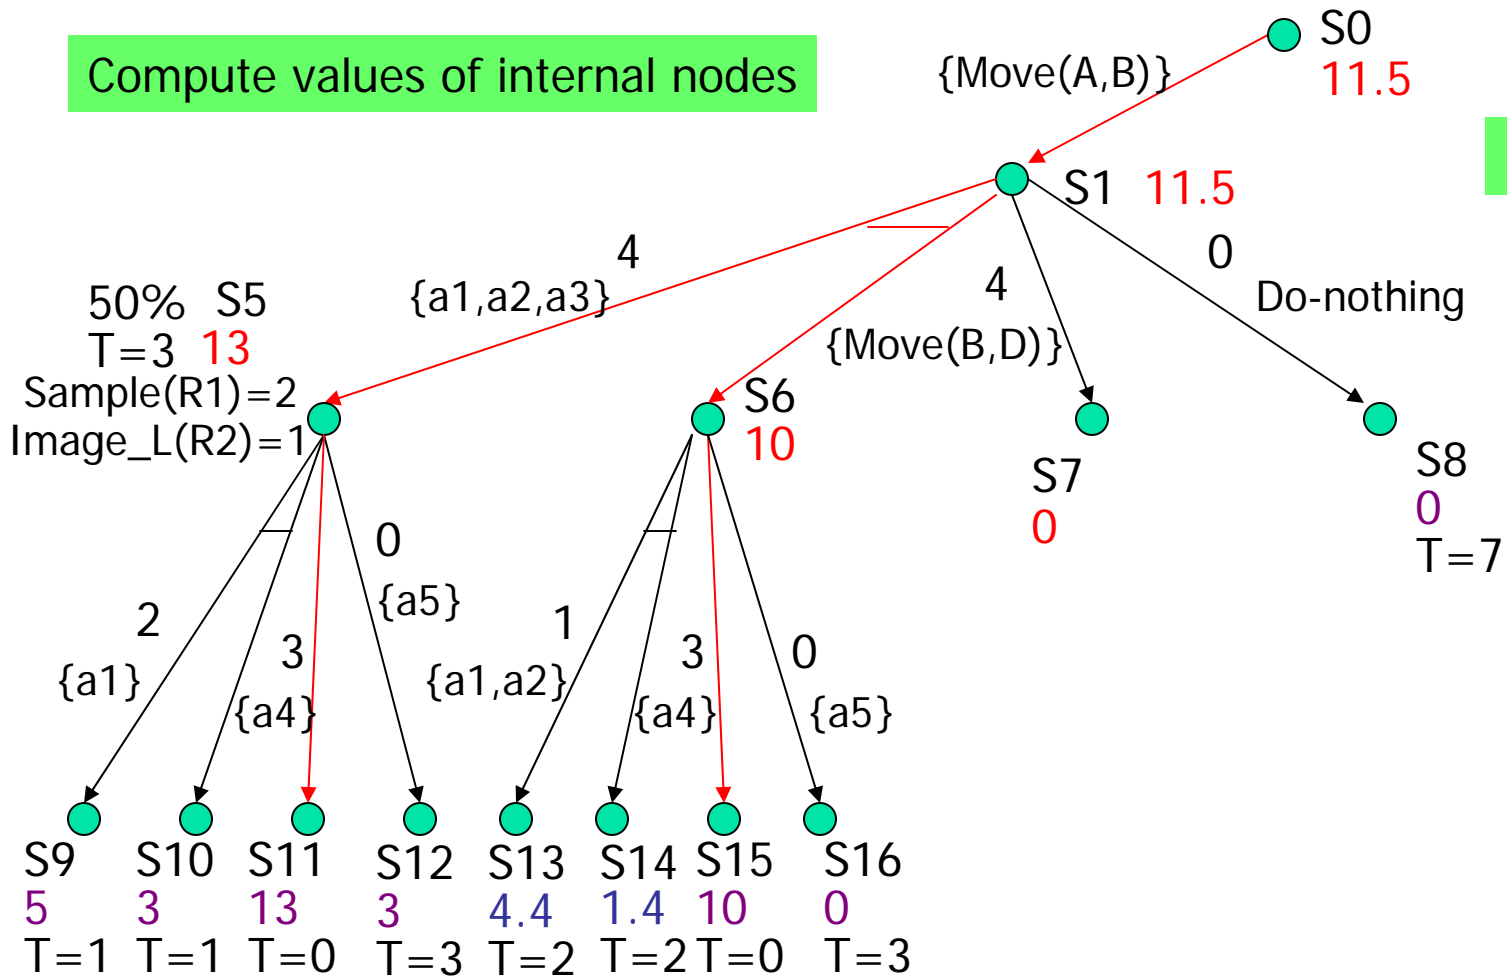 S0
Compute values of internal nodes
{Move(A,B)}
11.5
S1 11.5
4
0
50% S5
{a1,a2,a3}
4
Do-nothing
T=3 13
{Move(B,D)}
Sample(R1)=2
S6
Image_L(R2)=1
10
S7
S8
0
0
T=7
0
{a5}
2
1
3
3
0
{a1}
{a1,a2}
{a4}
{a4}
{a5}
S9 S10 S11 S12 S13 S14 S15 S16
5 3 13 3 4.4 1.4 10 0
T=1 T=1 T=0 T=3 T=2 T=2 T=0 T=3